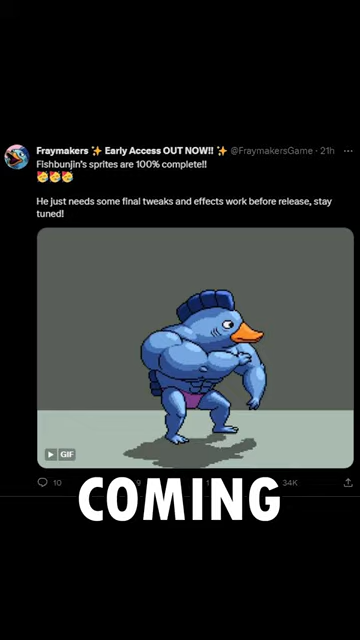 Fraymakers ✨ Early Access OUT NOW!! ✨ @FraymakersGame · 21h
Fishbunjin's sprites are 100% complete!!
🥳🥳🥳
He just needs some final tweaks and effects work before release, stay
tuned!
GIF
10
34K
COMING